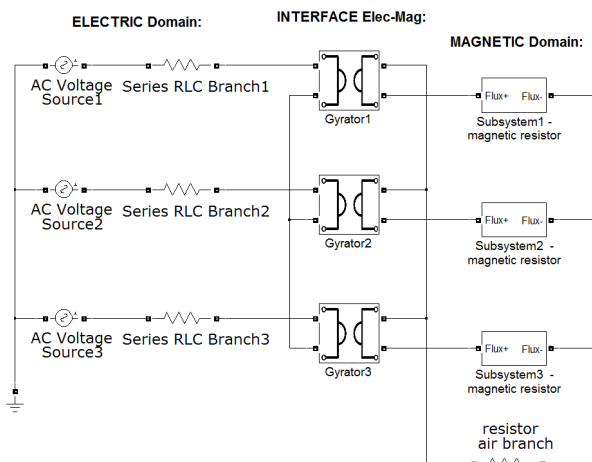 ELECTRIC Domain:
INTERFACE Elec-Mag:
MAGNETIC Domain:
AC Voltage
Source1
Series RLC Branch1
Gyrator1
Flux+ Flux-
Subsystem1 -
magnetic resistor
AC Voltage
Source2
Series RLC Branch2
Gyrator2
Flux+ Flux-
Subsystem2 -
magnetic resistor
AC Voltage
Source3
Series RLC Branch3
Gyrator3
Flux+ Flux-
Subsystem3 -
magnetic resistor
resistor
air branch